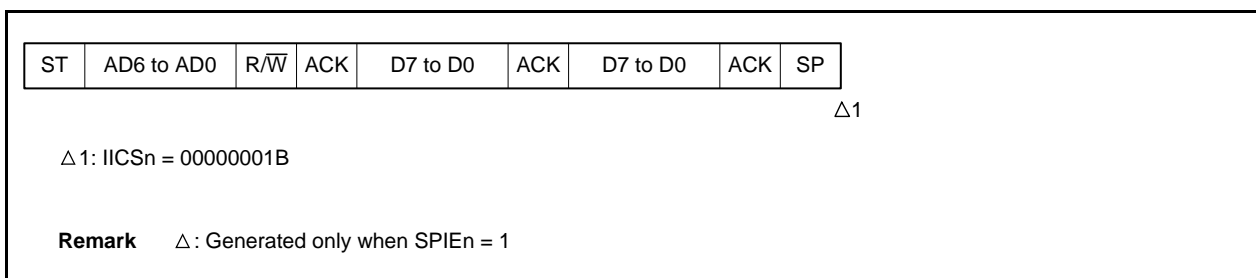 ST AD6 to AD0 R/W̅ ACK D7 to D0 ACK D7 to D0 ACK SP
△1
△1: IICSn = 00000001B
Remark △: Generated only when SPIEn = 1